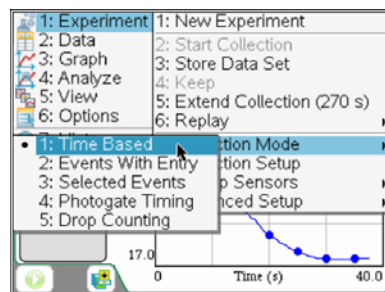 1: Experiment
2: Data
3: Graph
4: Analyze
5: View
6: Options
1: New Experiment
2: Start Collection
3: Store Data Set
4: Keep
5: Extend Collection (270 s)
6: Replay
ction Mode
ction Setup
Sensors
nced Setup
1: Time Based
2: Events With Entry
3: Selected Events
4: Photogate Timing
5: Drop Counting
17.0
0 Time (s) 40.0